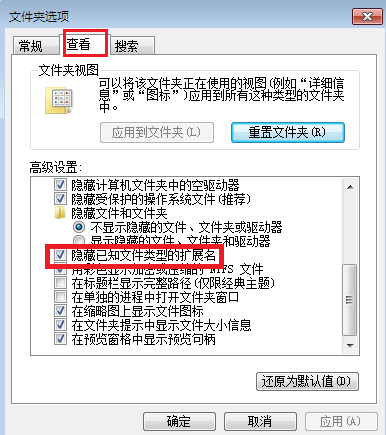 文件夹选项
常规 查看 搜索
文件夹视图
可以将该文件夹正在使用的视图(例如“详细信
息”或“图标”)应用到所有这种类型的文件夹
中。
应用到文件夹(L) 重置文件夹(R)
高级设置:
隐藏计算机文件夹中的空驱动器
隐藏受保护的操作系统文件(推荐)
隐藏文件和文件夹
不显示隐藏的文件、文件夹或驱动器
显示隐藏的文件、文件夹和驱动器
隐藏已知文件类型的扩展名
用彩色显示加密或压缩的 NTFS 文件
在标题栏显示完整路径(仅限经典主题)
在单独的进程中打开文件夹窗口
在缩略图上显示文件图标
在文件夹提示中显示文件大小信息
在预览窗格中显示预览句柄
还原为默认值(D)
确定 取消 应用(A)